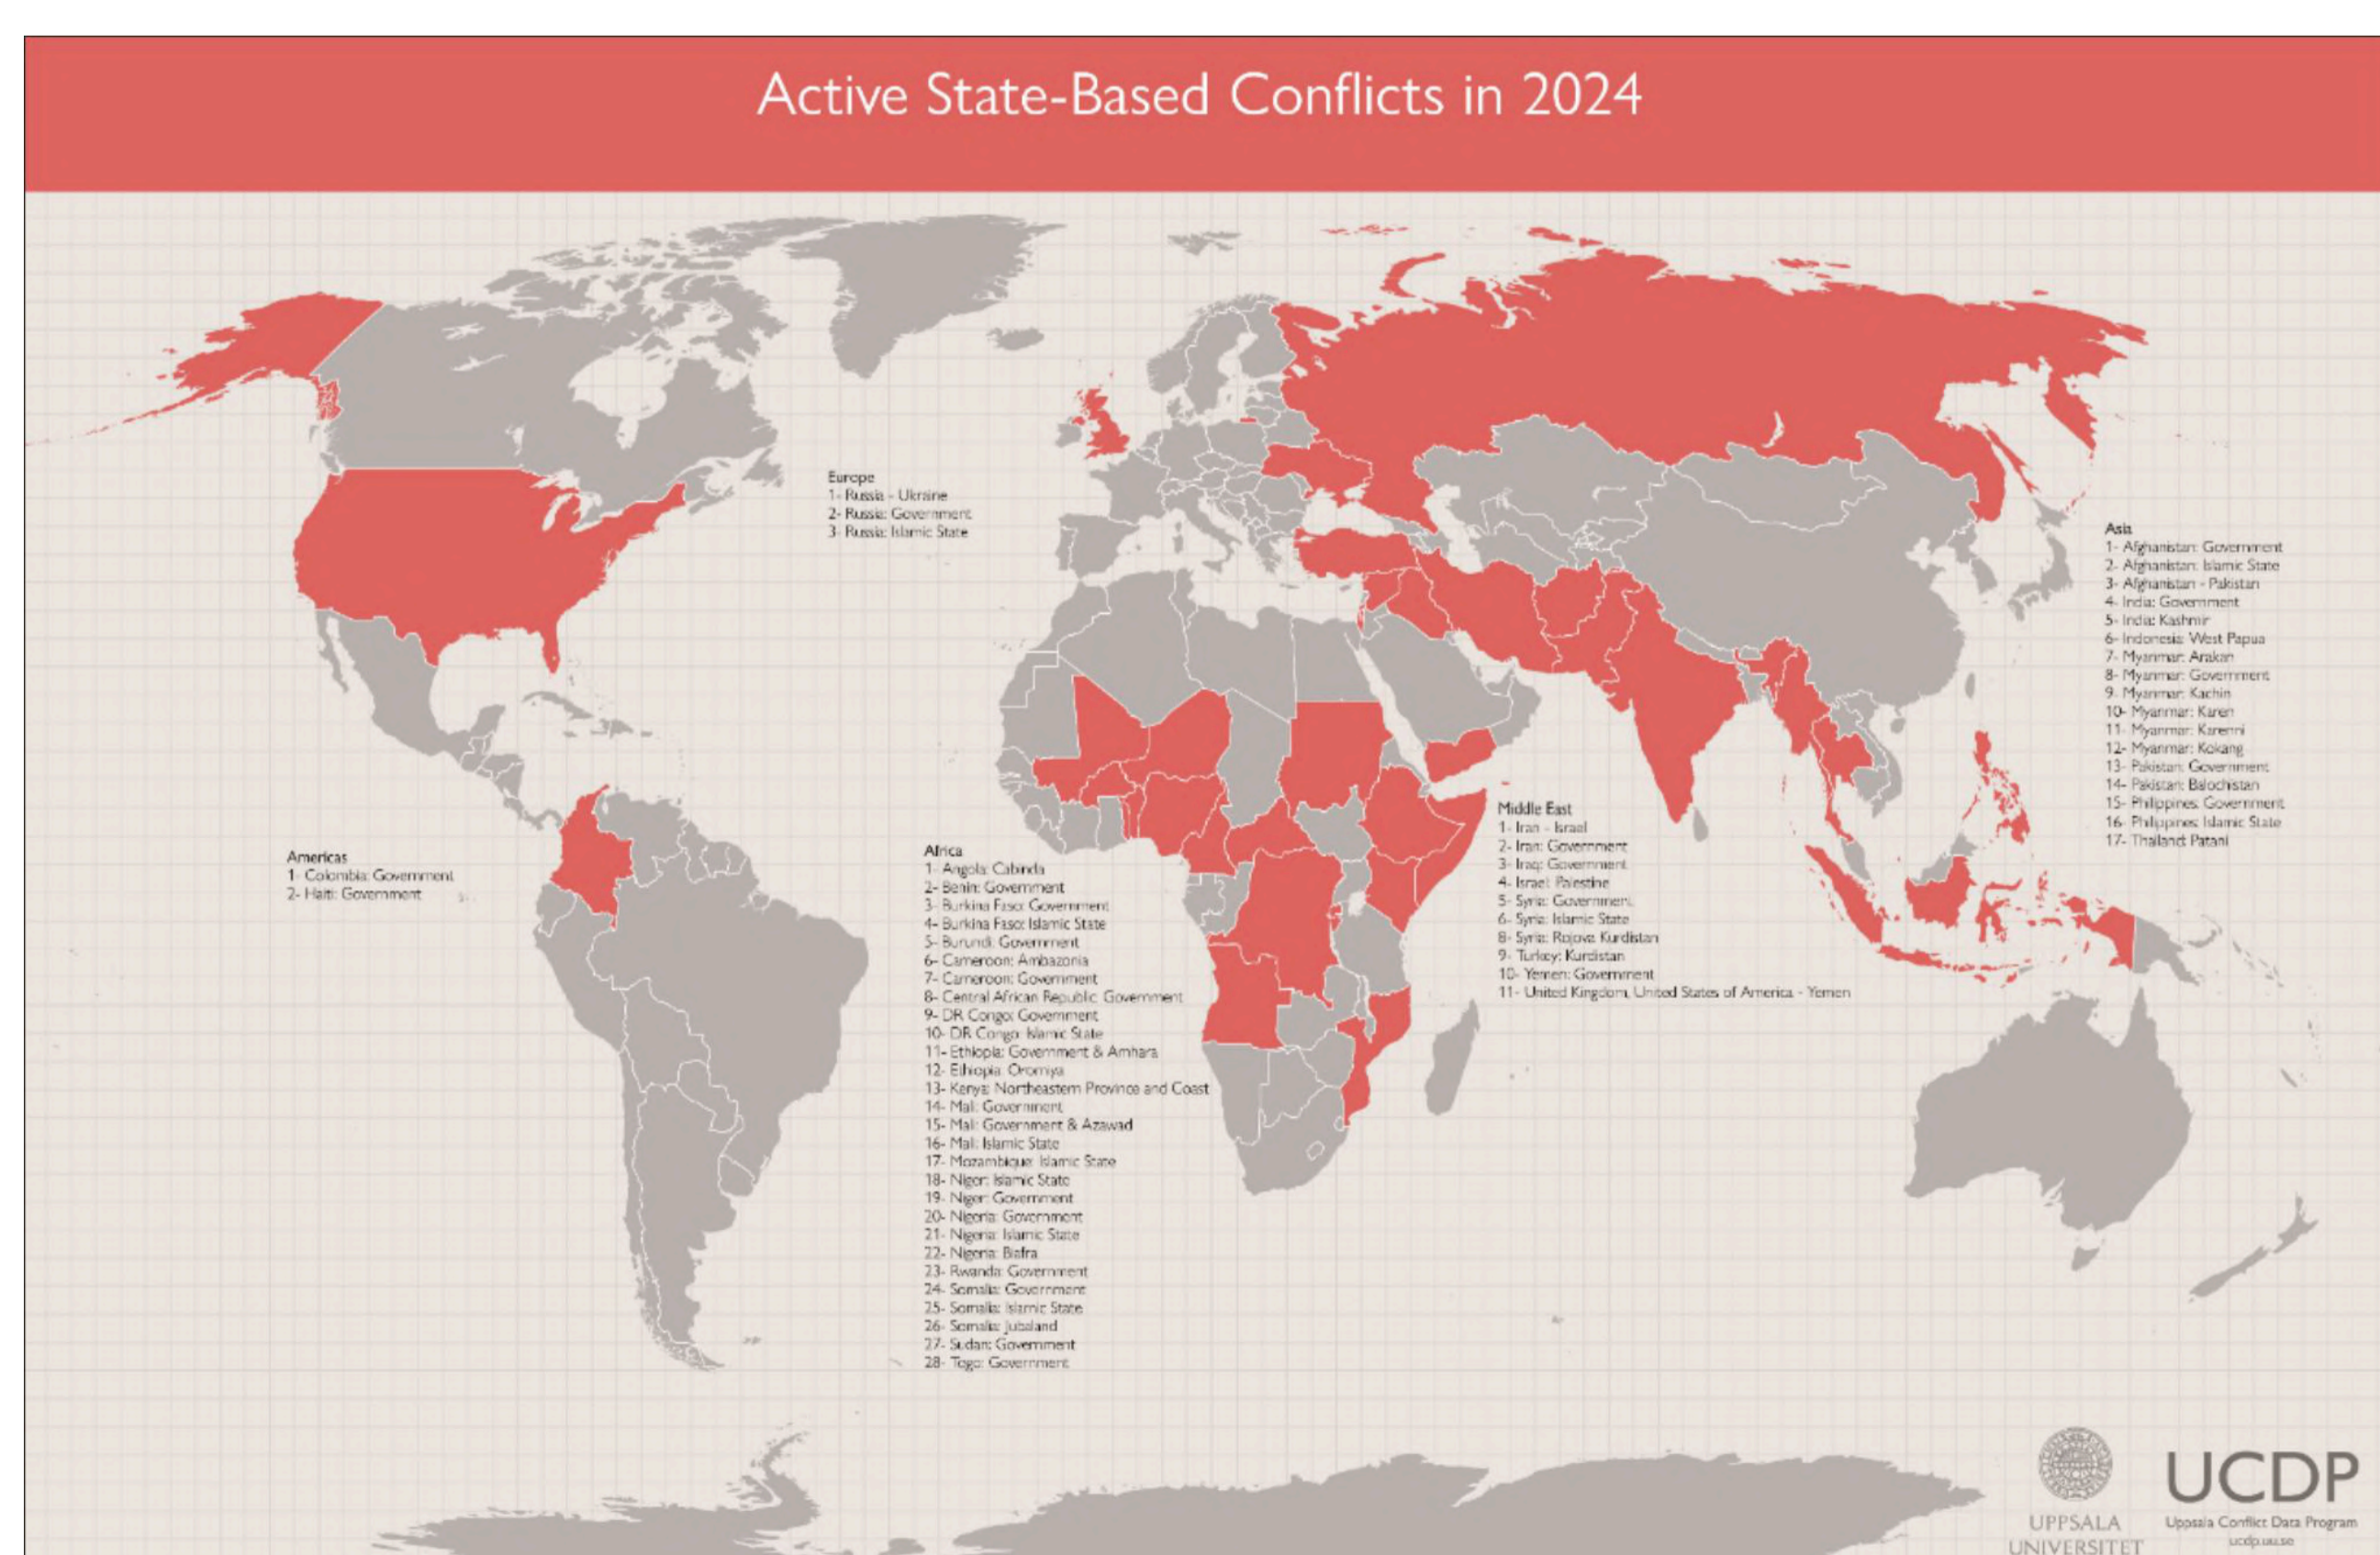 Active State-Based Conflicts in 2024
Europe
1- Russia - Ukraine
2- Russia: Government
3- Russia: Islamic State
Asia
1- Afghanistan: Government
2- Afghanistan: Islamic State
3- Afghanistan - Pakistan
4- India: Government
5- India: Kashmir
6- Indonesia: West Papua
7- Myanmar: Arakan
8- Myanmar: Government
9- Myanmar: Kachin
10- Myanmar: Karen
11- Myanmar: Karenni
12- Myanmar: Kokang
13- Pakistan: Government
14- Pakistan: Balochistan
15- Philippines: Government
16- Philippines: Islamic State
17- Thailand: Patani
Middle East
1- Iran - Israel
2- Iran: Government
3- Iraq: Government
4- Israel: Palestine
5- Syria: Government
6- Syria: Islamic State
8- Syria: Rojova Kurdistan
9- Turkey: Kurdistan
10- Yemen: Government
11- United Kingdom, United States of America - Yemen
Americas
1- Colombia: Government
2- Haiti: Government
Africa
1- Angola: Cabinda
2- Benin: Government
3- Burkina Faso: Government
4- Burkina Faso: Islamic State
5- Burundi: Government
6- Cameroon: Ambazonia
7- Cameroon: Government
8- Central African Republic: Government
9- DR Congo: Government
10- DR Congo: Islamic State
11- Ethiopia: Government & Amhara
12- Ethiopia: Oromiya
13- Kenya: Northeastern Province and Coast
14- Mali: Government
15- Mali: Government & Azawad
16- Mali: Islamic State
17- Mozambique: Islamic State
18- Niger: Islamic State
19- Niger: Government
20- Nigeria: Government
21- Nigeria: Islamic State
22- Nigeria: Biafra
23- Rwanda: Government
24- Somalia: Government
25- Somalia: Islamic State
26- Somalia: Jubaland
27- Sudan: Government
28- Togo: Government
UPPSALA
UNIVERSITET
UCDP
Uppsala Conflict Data Program
ucdp.uu.se